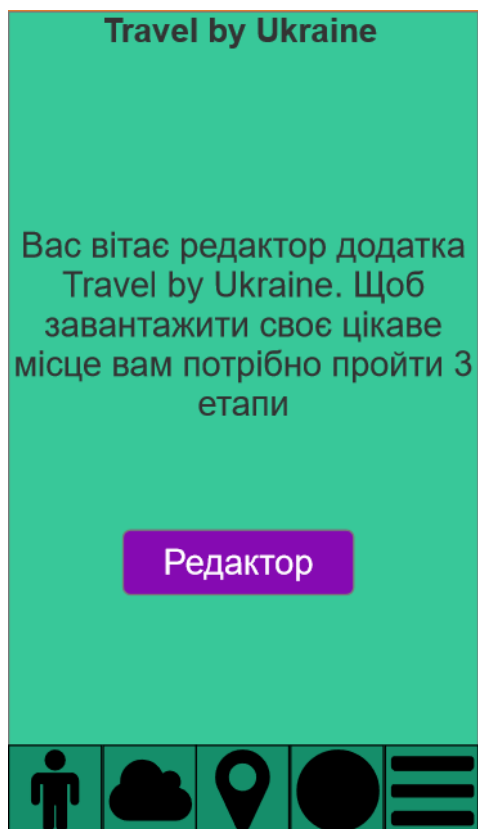 Travel by Ukraine
Вас вітає редактор додатка
Travel by Ukraine. Щоб
завантажити своє цікаве
місце вам потрібно пройти 3
етапи
Редактор